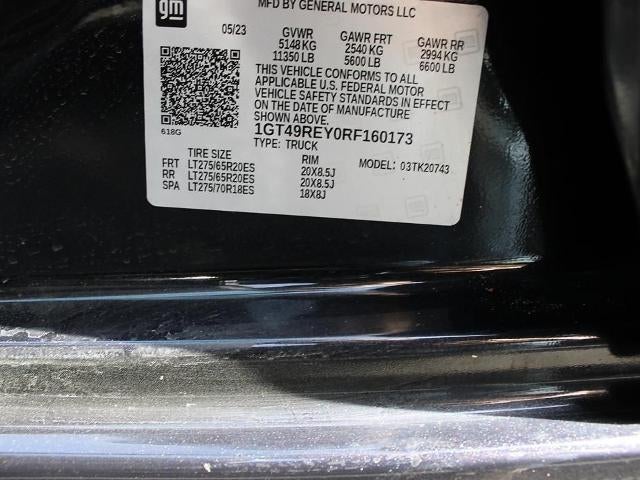 gm
MFD BY GENERAL MOTORS LLC
05/23 GVWR GAWR FRT GAWR RR
5148 KG 2540 KG 2994 KG
11350 LB 5600 LB 6600 LB
THIS VEHICLE CONFORMS TO ALL
APPLICABLE U.S. FEDERAL MOTOR
VEHICLE SAFETY STANDARDS IN EFFECT
ON THE DATE OF MANUFACTURE
SHOWN ABOVE.
618G
1GT49REY0RF160173
TYPE: TRUCK
TIRE SIZE RIM MODEL: 03TK20743
FRT LT275/65R20ES 20X8.5J
RR LT275/65R20ES 20X8.5J
SPA LT275/70R18ES 18X8J